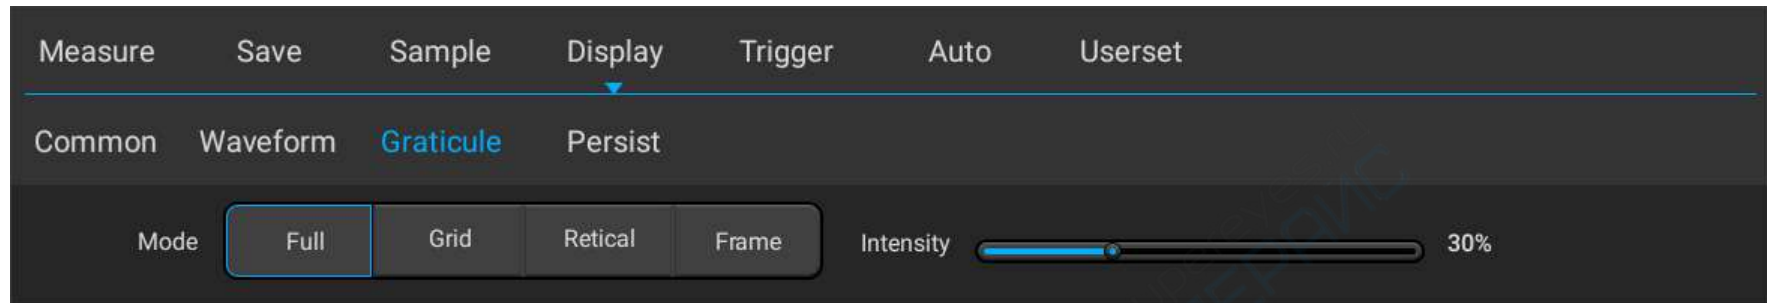 Measure Save Sample Display Trigger Auto Userset
Common Waveform Graticule Persist
Mode Full Grid Retical Frame Intensity 30%